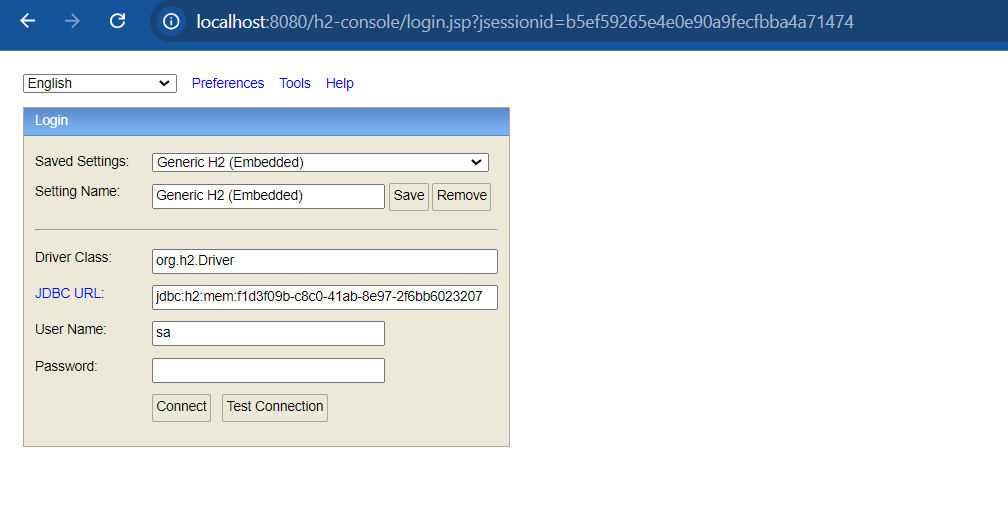 localhost:8080/h2-console/login.jsp?jsessionid=b5ef59265e4e0e90a9fecfbba4a71474
English Preferences Tools Help
Login
Saved Settings: Generic H2 (Embedded)
Setting Name: Generic H2 (Embedded) Save Remove
Driver Class: org.h2.Driver
JDBC URL: jdbc:h2:mem:f1d3f09b-c8c0-41ab-8e97-2f6bb6023207
User Name: sa
Password:
Connect Test Connection